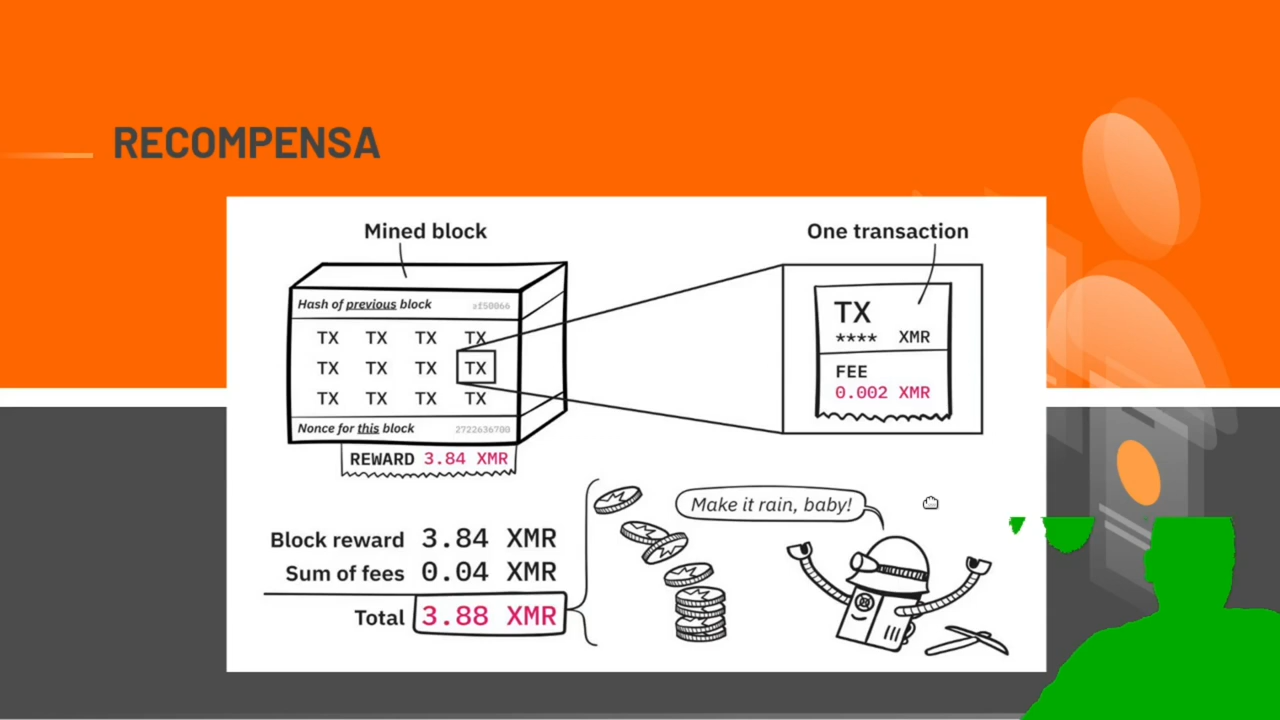 RECOMPENSA
Mined block
One transaction
Hash of previous block af50066
TX TX TX TX
TX TX TX TX
TX TX TX TX
Nonce for this block 2722636700
REWARD 3.84 XMR
TX
**** XMR
FEE
0.002 XMR
Make it rain, baby!
Block reward 3.84 XMR
Sum of fees 0.04 XMR
Total 3.88 XMR